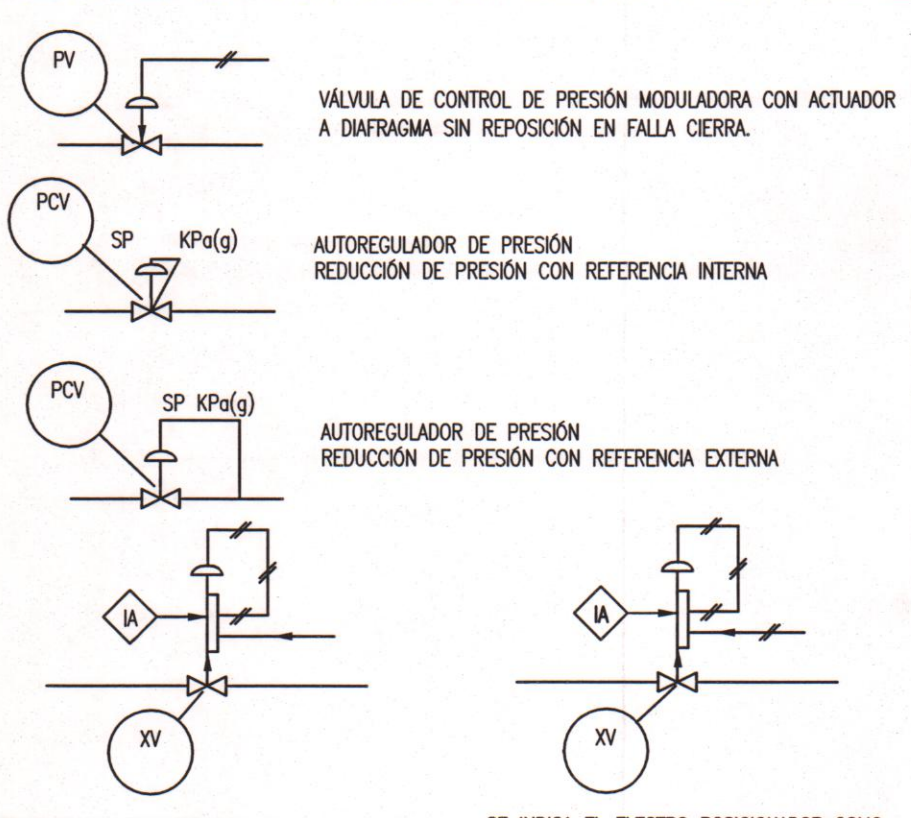 PV
VÁLVULA DE CONTROL DE PRESIÓN MODULADORA CON ACTUADOR
A DIAFRAGMA SIN REPOSICIÓN EN FALLA CIERRA.
PCV
SP KPa(g)
AUTOREGULADOR DE PRESIÓN
REDUCCIÓN DE PRESIÓN CON REFERENCIA INTERNA
PCV
SP KPa(g)
AUTOREGULADOR DE PRESIÓN
REDUCCIÓN DE PRESIÓN CON REFERENCIA EXTERNA
IA
IA
XV
XV